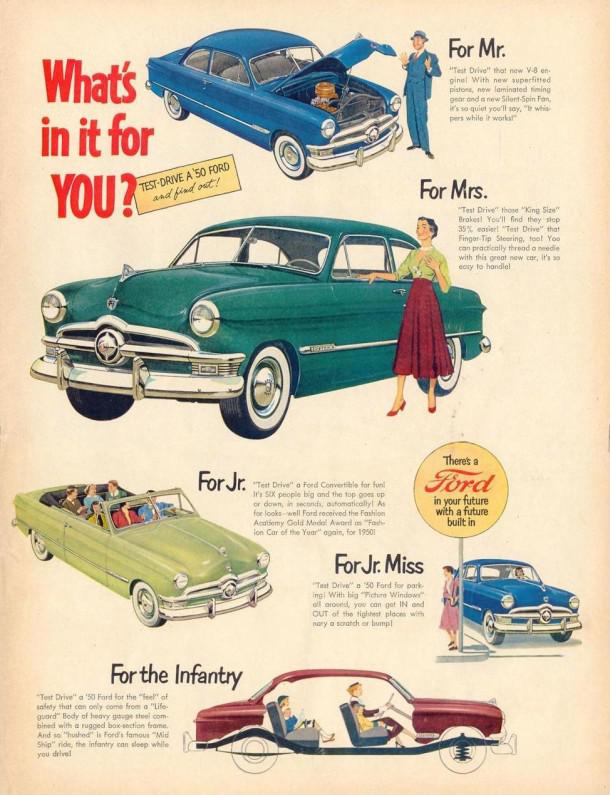 What's
in it for
YOU?
TEST-DRIVE A '50 FORD
and find out!
For Mr.
"Test Drive" that new V-8 en-
gine! With new superfitted
pistons, new laminated timing
gear and a new Silent-Spin Fan,
it's so quiet you'll say, "It whis-
pers while it works!"
For Mrs.
"Test Drive" those "King Size"
Brakes! You'll find they stop
35% easier! "Test Drive" that
Finger-Tip Steering, too! You
can practically thread a needle
with this great new car, it's so
easy to handle!
For Jr.
"Test Drive" a Ford Convertible for fun!
It's SIX people big and the top goes up
or down, in seconds, automatically! As
for looks—well Ford received the Fashion
Academy Gold Medal Award as "Fash-
ion Car of the Year" again, for 1950!
There's a
Ford
in your future
with a future
built in
For Jr. Miss
"Test Drive" a '50 Ford for park-
ing! With big "Picture Windows"
all around, you can get IN and
OUT of the tightest places with
nary a scratch or bump!
For the Infantry
"Test Drive" a '50 Ford for the "feel" of
safety that can only come from a "Life-
guard" Body of heavy gauge steel com-
bined with a rugged box-section frame.
And so "hushed" is Ford's famous "Mid
Ship" ride, the infantry can sleep while
you drive!